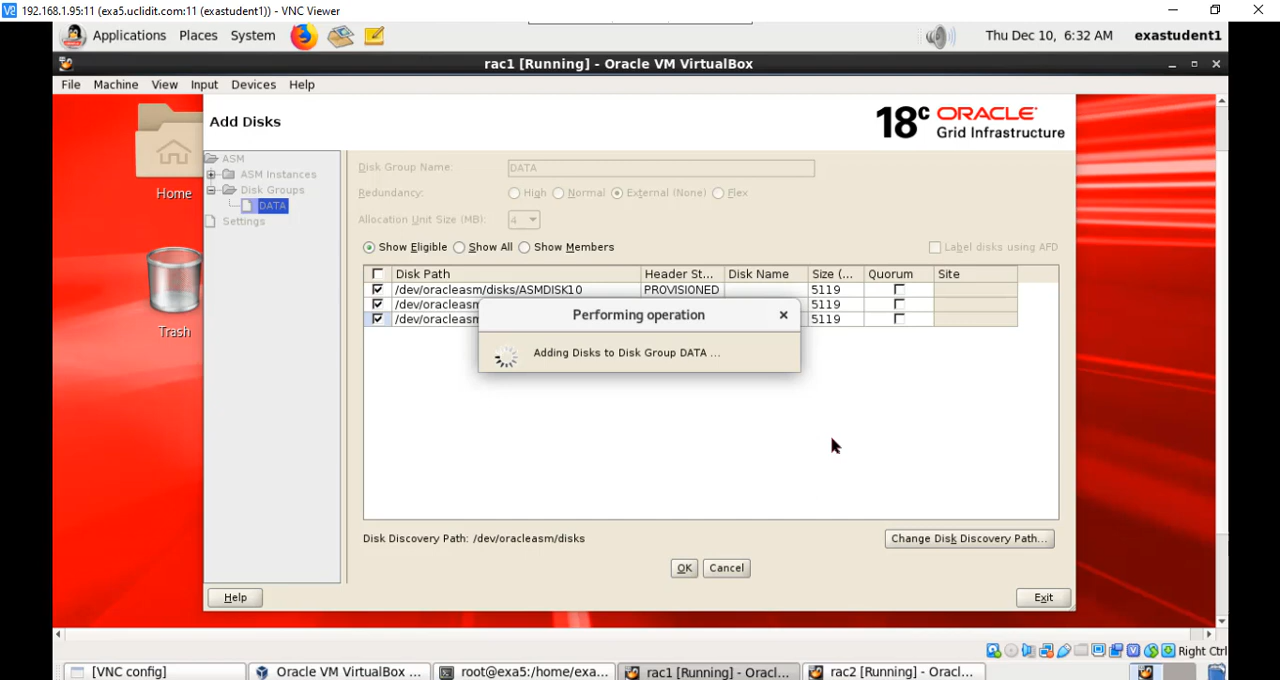 192.168.1.95:11 (exa5.uclidit.com:11 (exastudent1)) - VNC Viewer
Applications Places System Thu Dec 10, 6:32 AM exastudent1
rac1 [Running] - Oracle VM VirtualBox
File Machine View Input Devices Help
Add Disks
18c ORACLE
Grid Infrastructure
Home
Trash
ASM
ASM Instances
Disk Groups
DATA
Settings
Disk Group Name: DATA
Redundancy: High Normal External (None) Flex
Allocation Unit Size (MB): 4
Show Eligible Show All Show Members Label disks using AFD
Disk Path Header St... Disk Name Size (... Quorum Site
/dev/oracleasm/disks/ASMDISK10 PROVISIONED 5119
/dev/oracleasm 5119
/dev/oracleasm 5119
Performing operation
Adding Disks to Disk Group DATA ...
Disk Discovery Path: /dev/oracleasm/disks Change Disk Discovery Path...
OK Cancel
Help Exit
Right Ctrl
[VNC config] Oracle VM VirtualBox ... root@exa5:/home/exa... rac1 [Running] - Oracl... rac2 [Running] - Oracl...